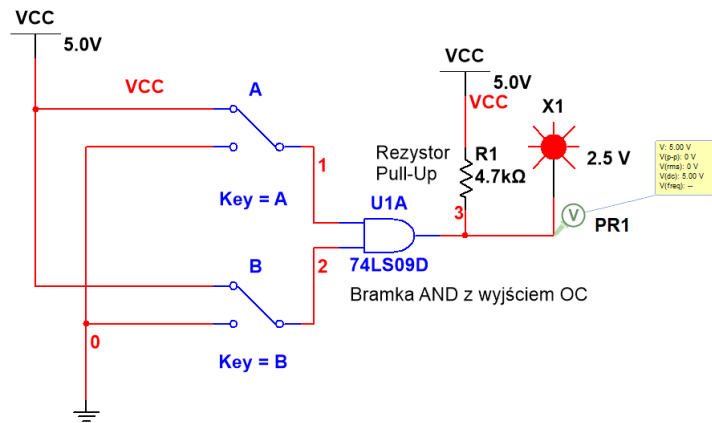 VCC
5.0V
VCC
A
1
Key = A
B
2
Key = B
0
VCC
5.0V
VCC
Rezystor
Pull-Up
R1
4.7kΩ
3
U1A
74LS09D
Bramka AND z wyjściem OC
X1
2.5 V
V
PR1
V: 5.00 V
V(p-p): 0 V
V(rms): 0 V
V(dc): 5.00 V
V(freq): --